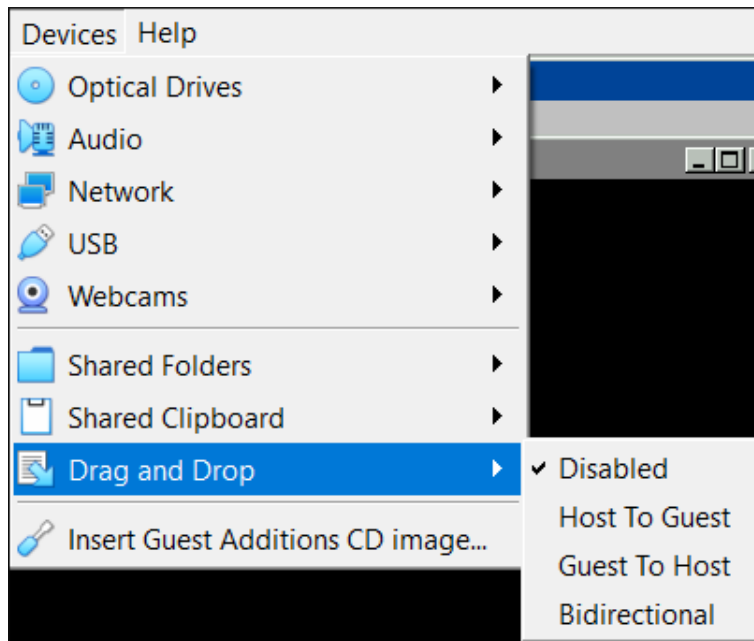 Devices Help
Optical Drives
Audio
Network
USB
Webcams
Shared Folders
Shared Clipboard
Drag and Drop
Disabled
Host To Guest
Guest To Host
Bidirectional
Insert Guest Additions CD image...